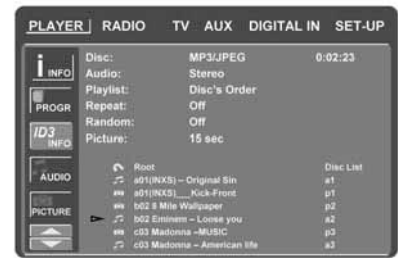 PLAYER RADIO TV AUX DIGITAL IN SET-UP
i INFO
PROGR
ID3 INFO
AUDIO
PICTURE
Disc: MP3/JPEG 0:02:23
Audio: Stereo
Playlist: Disc's Order
Repeat: Off
Random: Off
Picture: 15 sec
Root Disc List
a01(INXS) – Original Sin a1
a01(INXS)___Kick-Front p1
b02 8 Mile Wallpaper p2
b02 Eminem – Loose you a2
c03 Madonna –MUSIC p3
c03 Madonna – American life a3